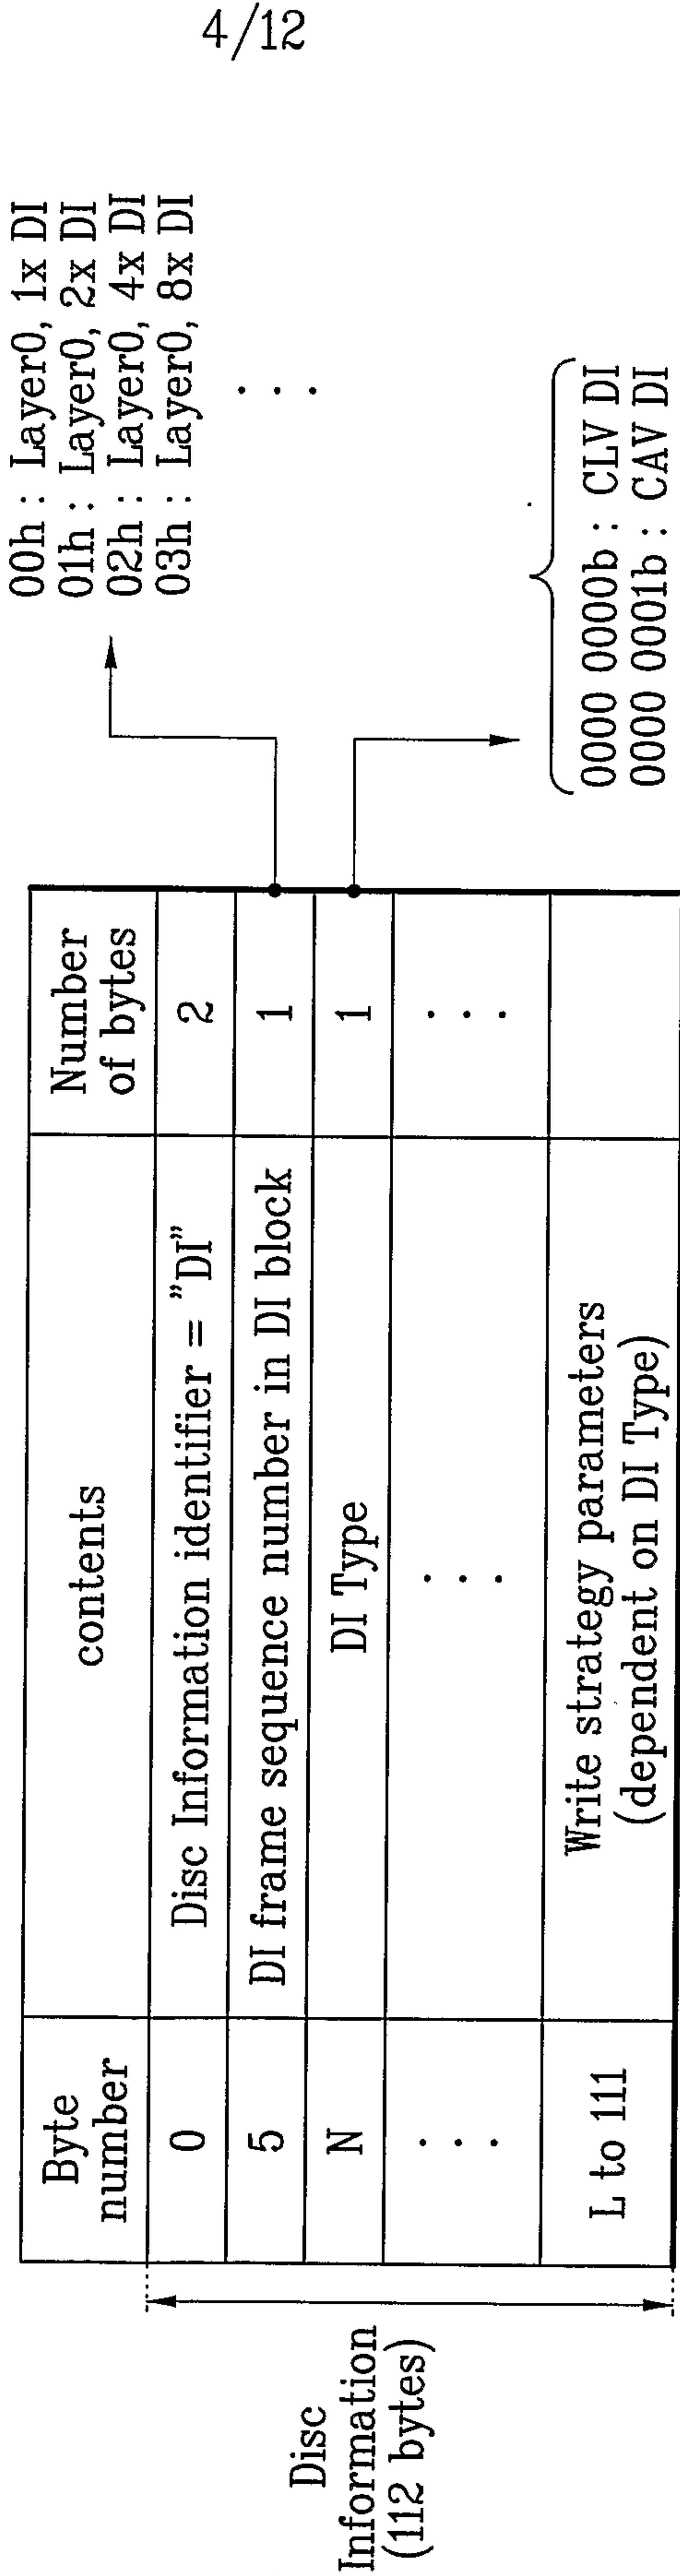 4/12
Disc
Information
(112 bytes)
Byte
number
contents
Number
of bytes
0
Disc Information identifier = "DI"
2
5
DI frame sequence number in DI block
1
N
DI Type
1
. . .
. . .
. . .
L to 111
Write strategy parameters
(dependent on DI Type)
00h : Layer0, 1x DI
01h : Layer0, 2x DI
02h : Layer0, 4x DI
03h : Layer0, 8x DI
. . .
0000 0000b : CLV DI
0000 0001b : CAV DI